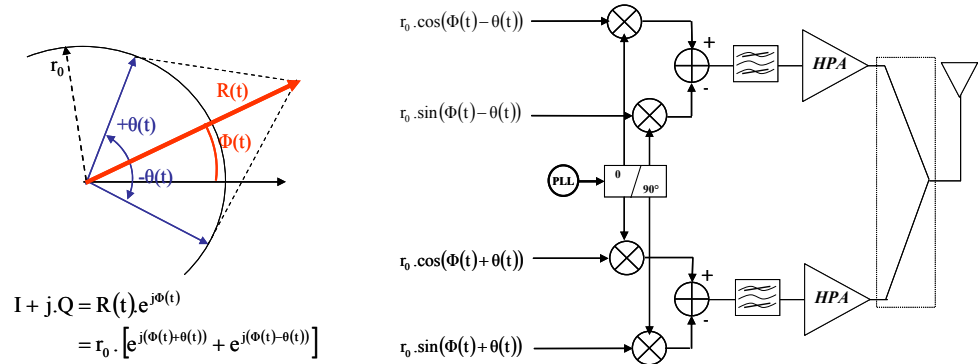 r₀
R(t)
+θ(t)
Φ(t)
-θ(t)
I + j.Q = R(t).e^{jΦ(t)}
= r₀ . [e^{j(Φ(t)+θ(t))} + e^{j(Φ(t)−θ(t))}]
r₀.cos(Φ(t)−θ(t))
+
-
HPA
r₀.sin(Φ(t)−θ(t))
PLL
0
90°
r₀.cos(Φ(t)+θ(t))
+
-
HPA
r₀.sin(Φ(t)+θ(t))